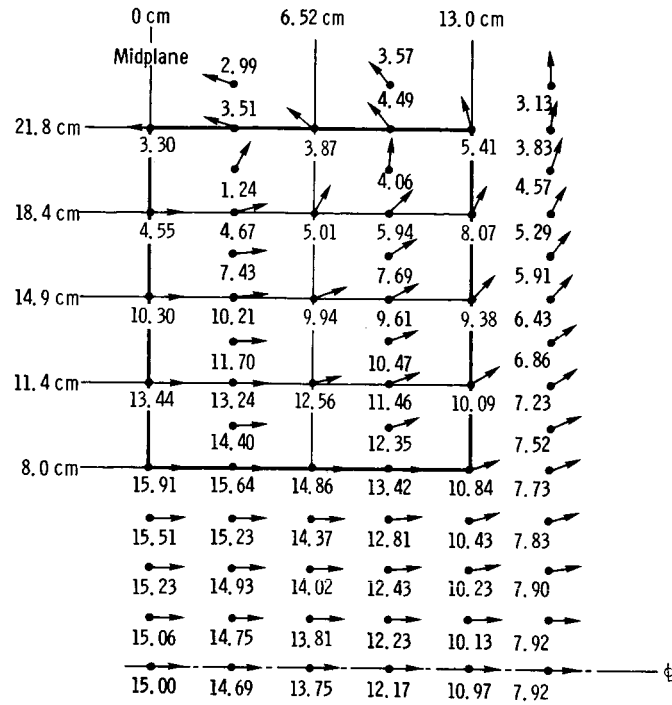 0 cm 6.52 cm 13.0 cm
Midplane 2.99 3.57
3.51 4.49 3.13
21.8 cm 3.30 3.87 5.41 3.83
1.24 4.06 4.57
18.4 cm 4.55 4.67 5.01 5.94 8.07 5.29
7.43 7.69 5.91
14.9 cm 10.30 10.21 9.94 9.61 9.38 6.43
11.70 10.47 6.86
11.4 cm 13.44 13.24 12.56 11.46 10.09 7.23
14.40 12.35 7.52
8.0 cm 15.91 15.64 14.86 13.42 10.84 7.73
15.51 15.23 14.37 12.81 10.43 7.83
15.23 14.93 14.02 12.43 10.23 7.90
15.06 14.75 13.81 12.23 10.13 7.92
℄
15.00 14.69 13.75 12.17 10.97 7.92